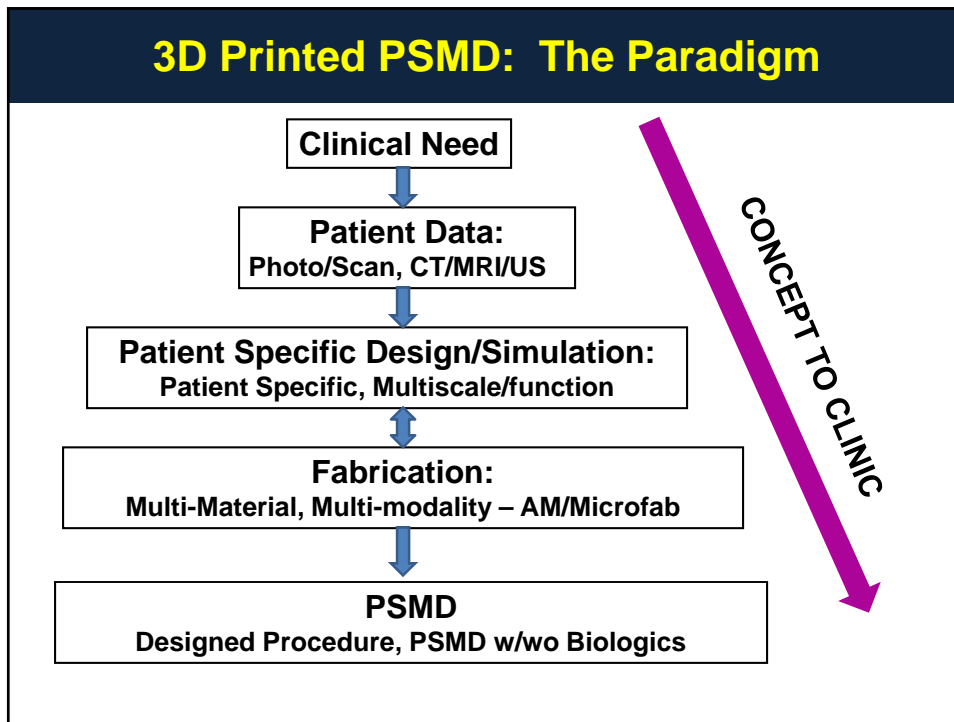 3D Printed PSMD:  The Paradigm
Clinical Need
Patient Data:
Photo/Scan, CT/MRI/US
Patient Specific Design/Simulation:
Patient Specific, Multiscale/function
Fabrication:
Multi-Material, Multi-modality – AM/Microfab
PSMD
Designed Procedure, PSMD w/wo Biologics
CONCEPT TO CLINIC